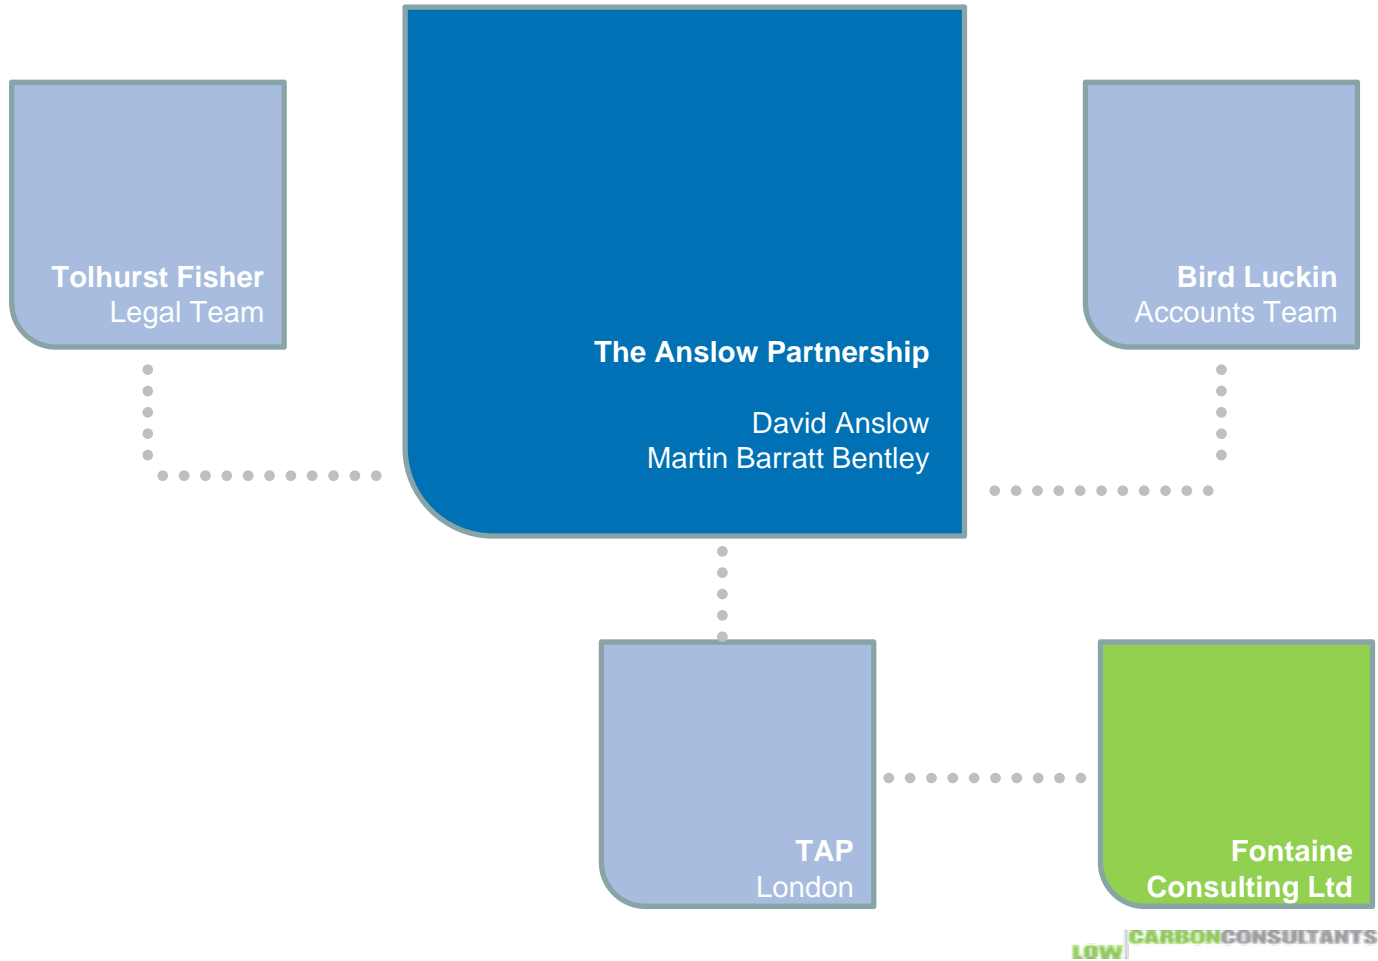 Tolhurst Fisher
Legal Team
Bird Luckin
Accounts Team
The Anslow Partnership
David Anslow
Martin Barratt Bentley
TAP
London
Fontaine
Consulting Ltd
LOW CARBONCONSULTANTS